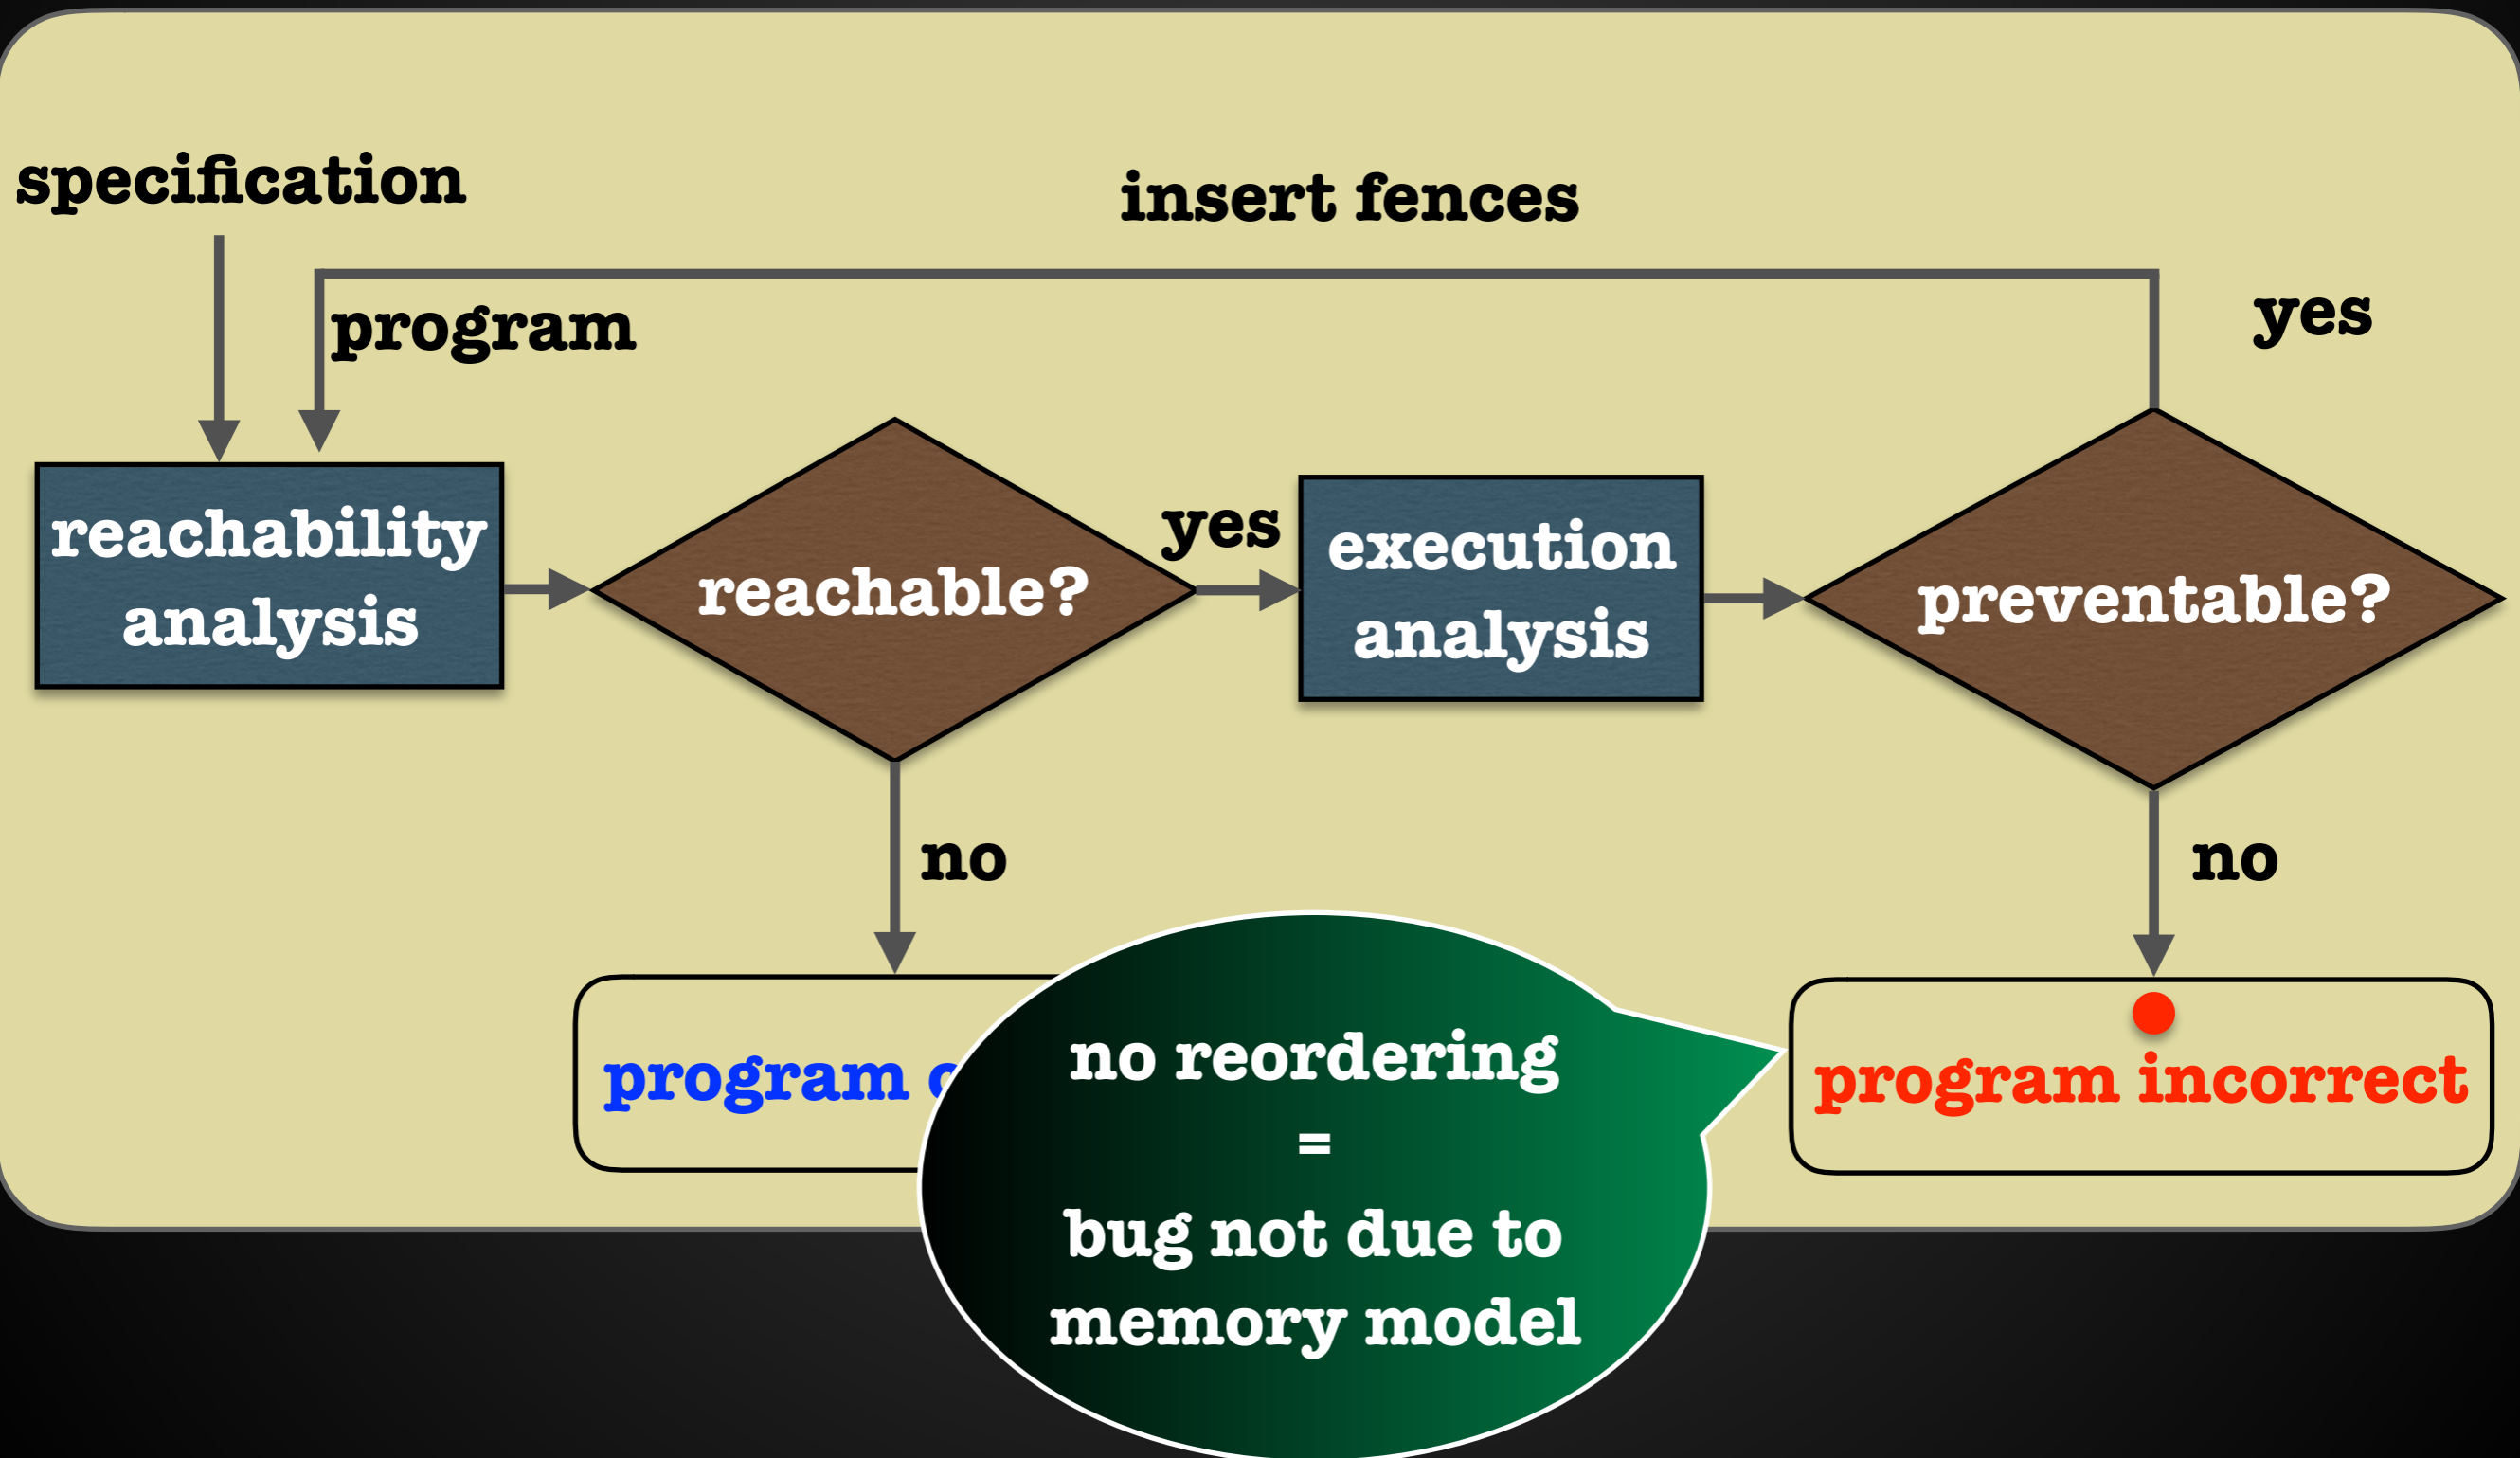 specification
insert fences
program
yes
reachability
analysis
reachable?
yes
execution
analysis
preventable?
no
no
program
no reordering
=
bug not due to
memory model
program incorrect